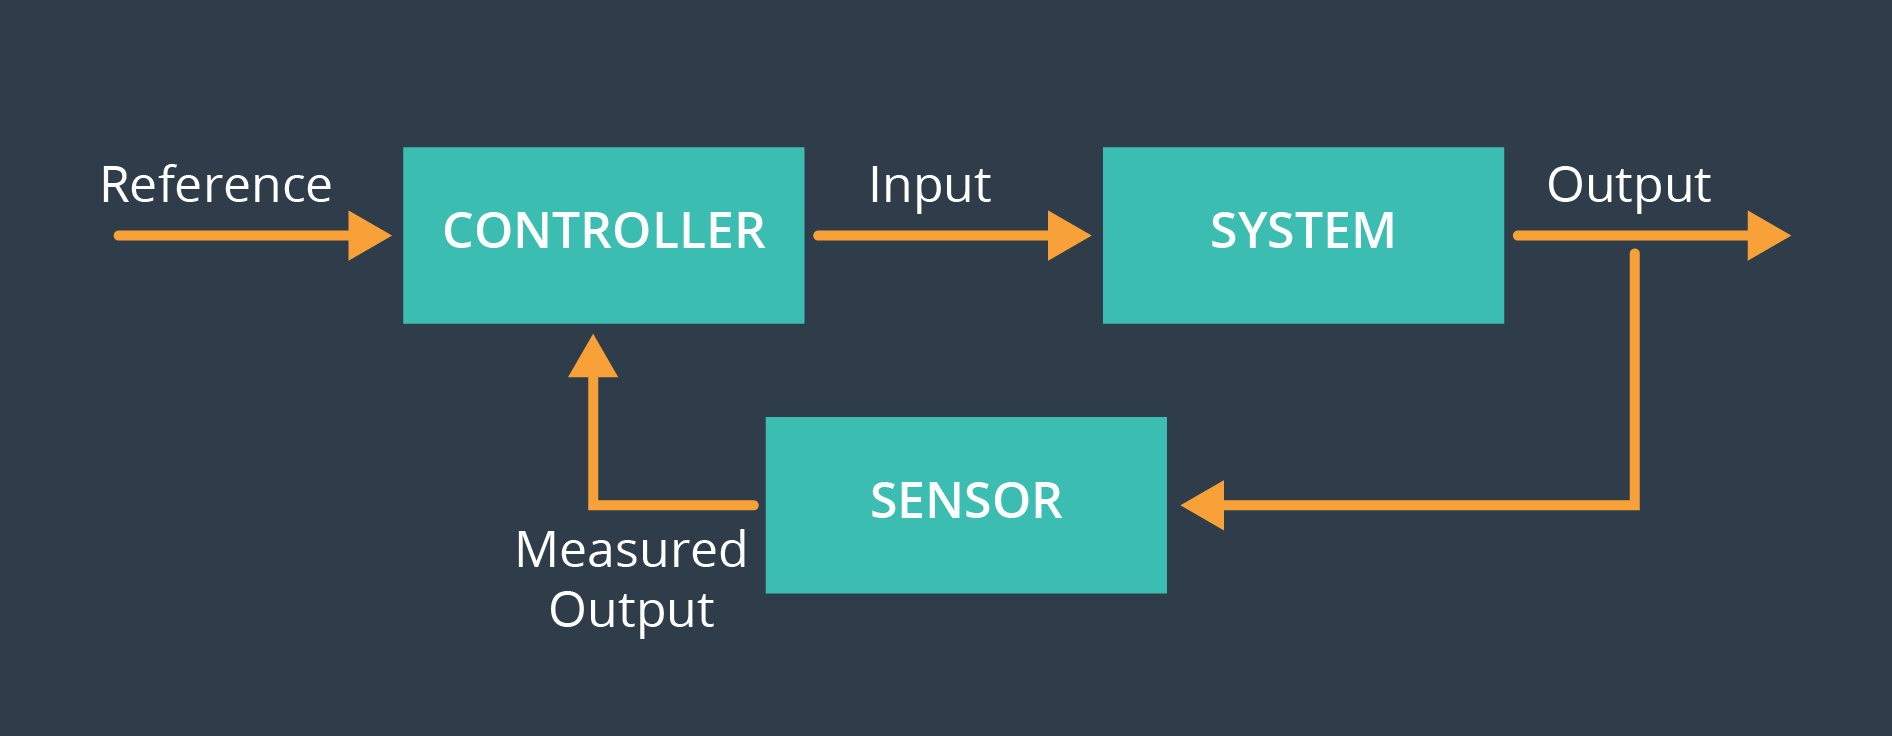 Reference
CONTROLLER
Input
SYSTEM
Output
SENSOR
Measured
Output